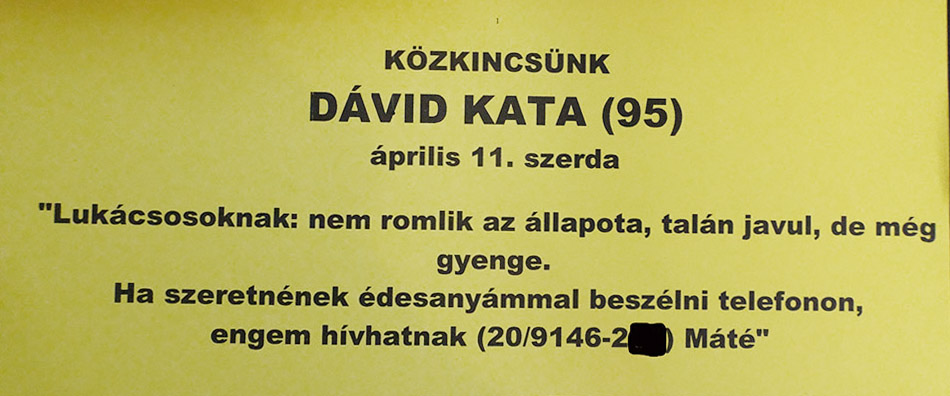 1
KÖZKINCSÜNK
DÁVID KATA (95)
április 11. szerda
"Lukácsosoknak: nem romlik az állapota, talán javul, de még
gyenge.
Ha szeretnének édesanyámmal beszélni telefonon,
engem hívhatnak (20/9146-2) Máté"